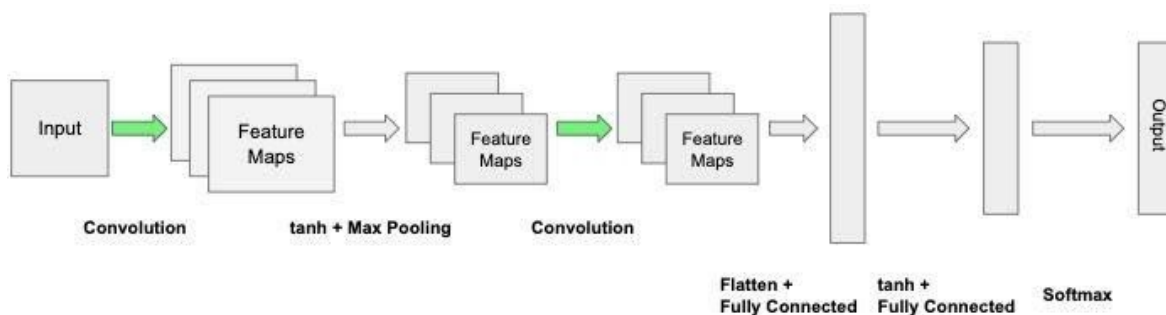 Input
Feature
Maps
Feature
Maps
Feature
Maps
Output
Convolution
tanh + Max Pooling
Convolution
Flatten +
Fully Connected
tanh +
Fully Connected
Softmax